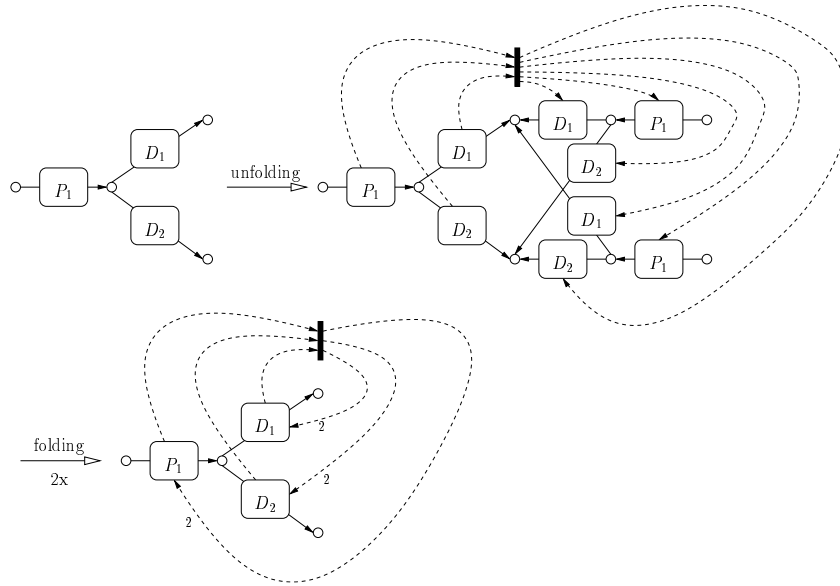 D₁ D₁ P₁
D₁ D₂
unfolding
P₁ P₁
D₁
D₂ D₂ D₂ P₁
D₁ 2
folding
P₁
2x
2
D₂
2